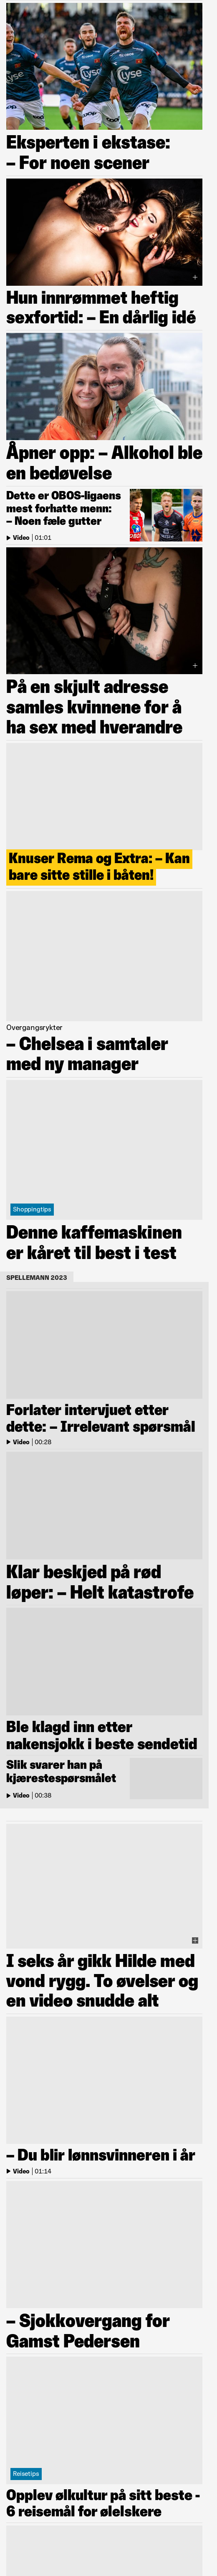 Eksperten i ekstase:
– For noen scener
Hun innrømmet heftig
sexfortid: – En dårlig idé
Åpner opp: – Alkohol ble
en bedøvelse
Dette er OBOS-ligaens
mest forhatte menn:
– Noen fæle gutter
Video | 01:01
På en skjult adresse
samles kvinnene for å
ha sex med hverandre
Knuser Rema og Extra: – Kan
bare sitte stille i båten!
Overgangsrykter
– Chelsea i samtaler
med ny manager
Shoppingtips
Denne kaffemaskinen
er kåret til best i test
SPELLEMANN 2023
Forlater intervjuet etter
dette: – Irrelevant spørsmål
Video | 00:28
Klar beskjed på rød
løper: – Helt katastrofe
Ble klagd inn etter
nakensjokk i beste sendetid
Slik svarer han på
kjærestespørsmålet
Video | 00:38
I seks år gikk Hilde med
vond rygg. To øvelser og
en video snudde alt
– Du blir lønnsvinneren i år
Video | 01:14
– Sjokkovergang for
Gamst Pedersen
Reisetips
Opplev ølkultur på sitt beste -
6 reisemål for ølelskere